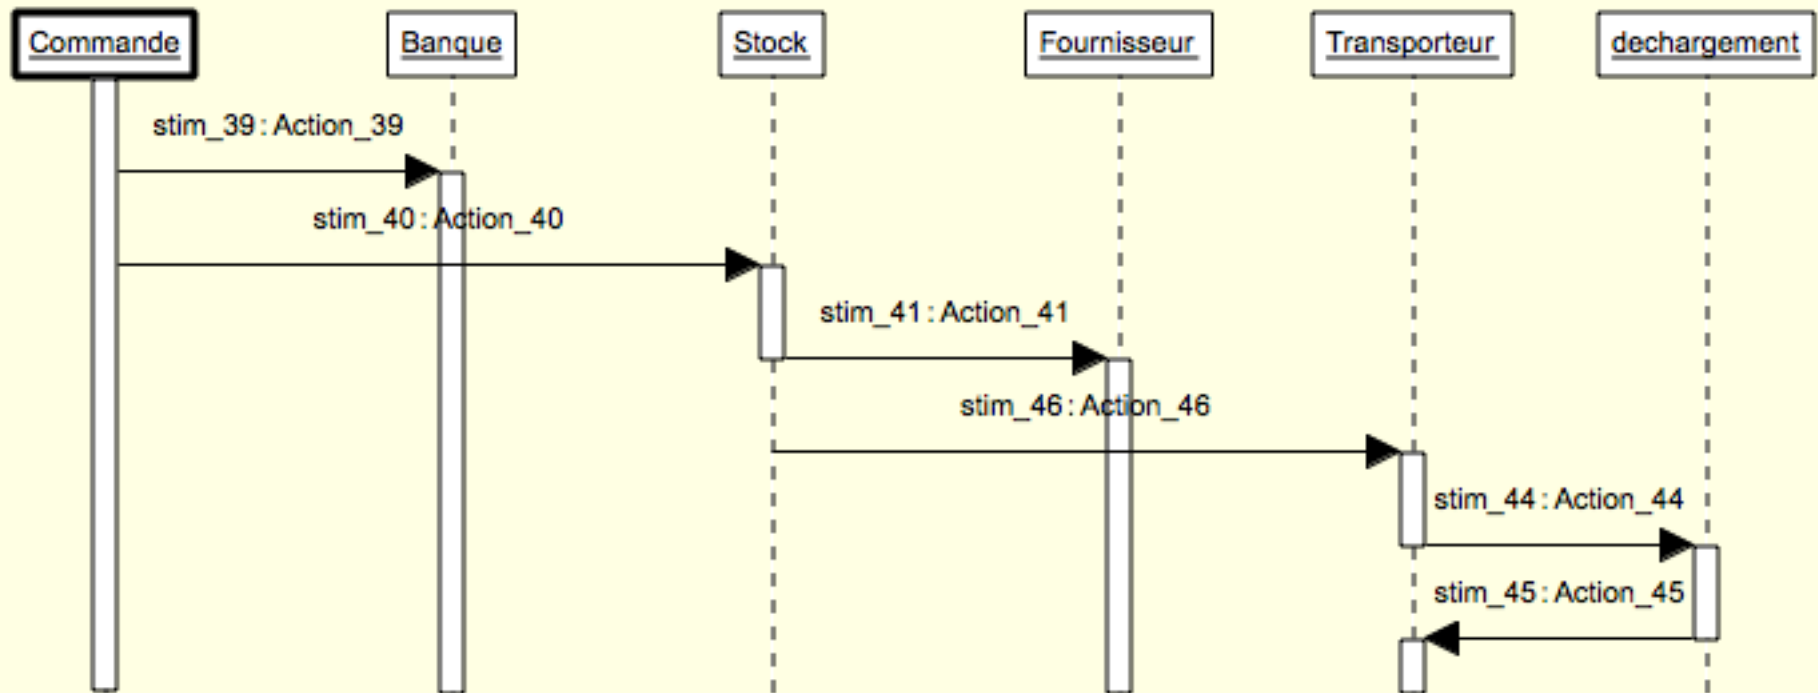 Commande
Banque
Stock
Fournisseur
Transporteur
dechargement
stim_39:Action_39
stim_40:Action_40
stim_41:Action_41
stim_46:Action_46
stim_44:Action_44
stim_45:Action_45